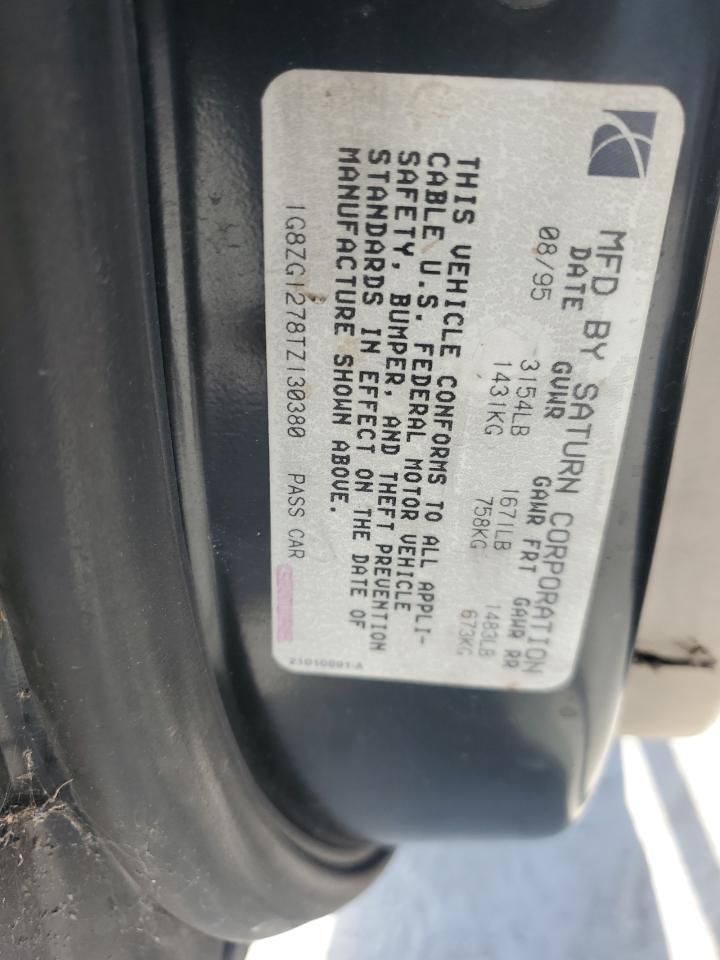 MFD BY SATURN CORPORATION
DATE GVWR GAWR FRT GAWR RR
08/95 3154LB 1671LB 1483LB
1431KG 758KG 673KG
THIS VEHICLE CONFORMS TO ALL APPLI-
CABLE U.S. FEDERAL MOTOR VEHICLE
SAFETY, BUMPER, AND THEFT PREVENTION
STANDARDS IN EFFECT ON THE DATE OF
MANUFACTURE SHOWN ABOVE.
1G8ZG1278TZ130380 PASS CAR
21010891-A